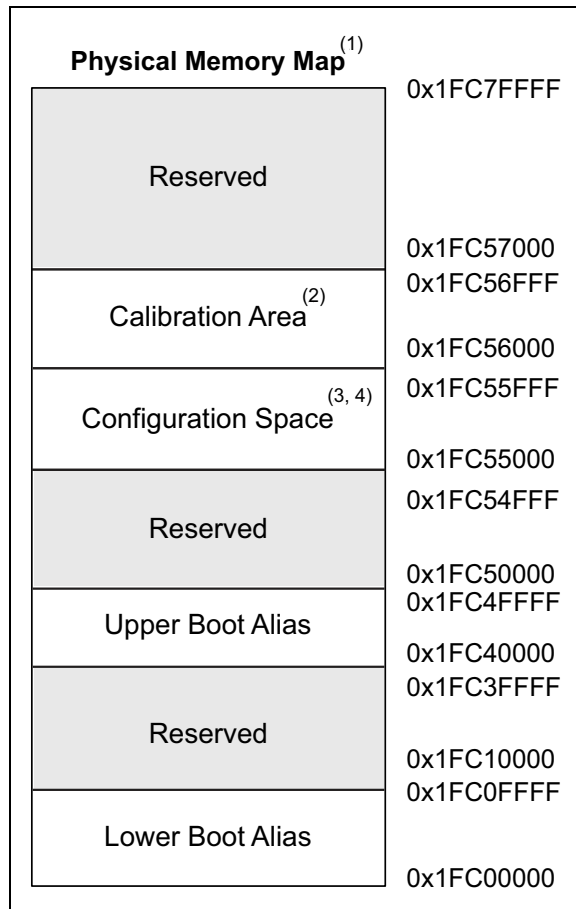 Physical Memory Map(1)
0x1FC7FFFF
Reserved
0x1FC57000
0x1FC56FFF
Calibration Area(2)
0x1FC56000
0x1FC55FFF
Configuration Space(3, 4)
0x1FC55000
0x1FC54FFF
Reserved
0x1FC50000
0x1FC4FFFF
Upper Boot Alias
0x1FC40000
0x1FC3FFFF
Reserved
0x1FC10000
0x1FC0FFFF
Lower Boot Alias
0x1FC00000